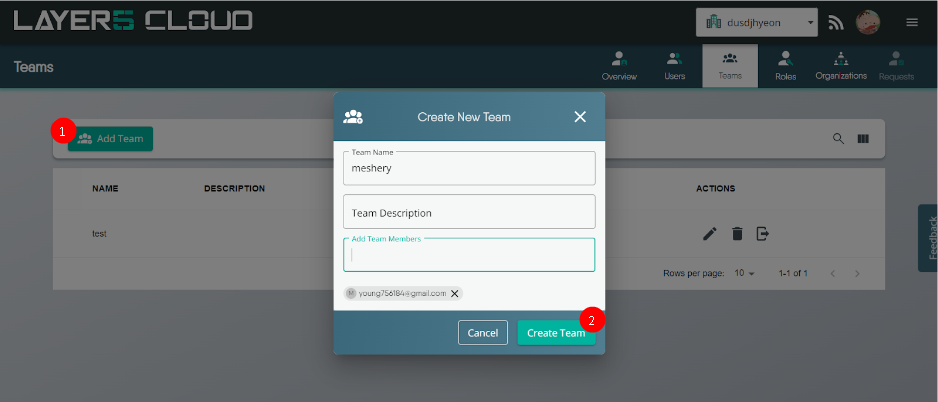 LAYER5 CLOUD
dusdjhyeon
Teams
Overview
Users
Teams
Roles
Organizations
Requests
1
Add Team
Create New Team
Team Name
meshery
Team Description
Add Team Members
M young756184@gmail.com
Cancel
Create Team
2
NAME
DESCRIPTION
ACTIONS
test
Rows per page: 10
1-1 of 1
Feedback